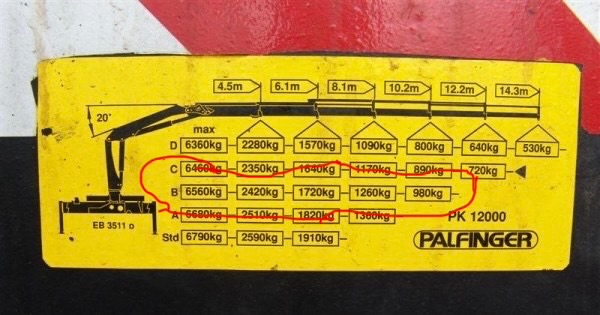 4.5m 6.1m 8.1m 10.2m 12.2m 14.3m
20°
max
D 6360kg 2280kg 1570kg 1090kg 800kg 640kg 530kg
C 6460kg 2350kg 1640kg 1170kg 890kg 720kg
B 6560kg 2420kg 1720kg 1260kg 980kg
A 6680kg 2510kg 1820kg 1360kg
PK 12000
EB 3511 D
Std 6790kg 2590kg 1910kg
PALFINGER